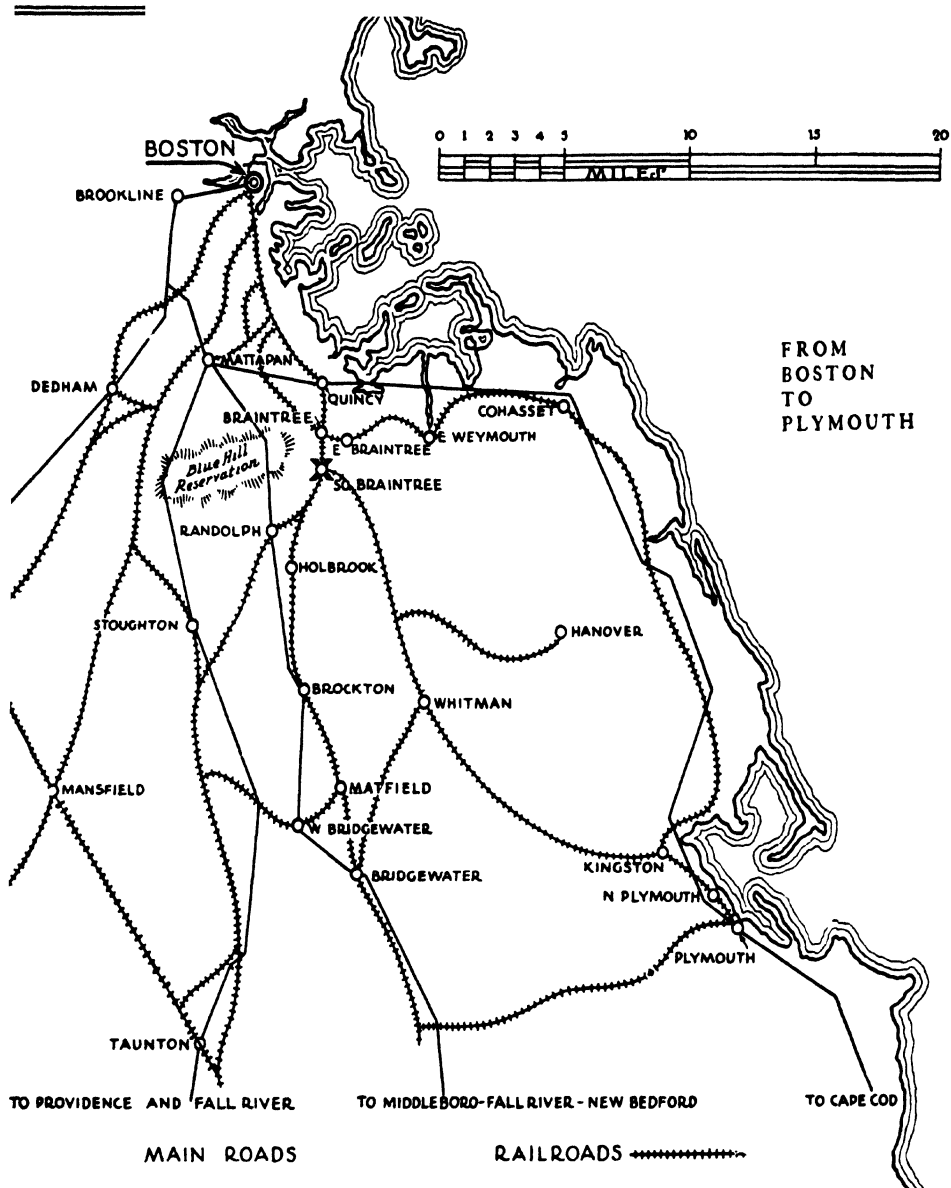 BOSTON
BROOKLINE
0 1 2 3 4 5 10 15 20
MILES
FROM
BOSTON
TO
PLYMOUTH
MATTAPAN
DEDHAM
QUINCY
COHASSET
BRAINTREE
E BRAINTREE
E WEYMOUTH
Blue Hill
Reservation
SO. BRAINTREE
RANDOLPH
HOLBROOK
STOUGHTON
HANOVER
BROCKTON
WHITMAN
MANSFIELD
MATFIELD
W BRIDGEWATER
KINGSTON
BRIDGEWATER
N PLYMOUTH
PLYMOUTH
TAUNTON
TO PROVIDENCE AND FALL RIVER
TO MIDDLEBORO-FALL RIVER - NEW BEDFORD
TO CAPE COD
MAIN ROADS
RAILROADS